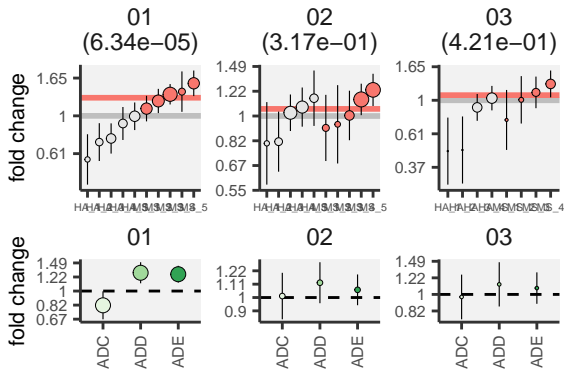 01
(6.34e−05)
02
(3.17e−01)
03
(4.21e−01)
fold change
1.65
1
0.61
1.49
1.22
1
0.82
0.67
0.55
1.65
1
0.61
0.37
01
02
03
fold change
1.49
1.22
1
0.82
0.67
1.22
1.11
1
0.9
1.49
1.22
1
0.82
ADC
ADD
ADE
ADC
ADD
ADE
ADC
ADD
ADE